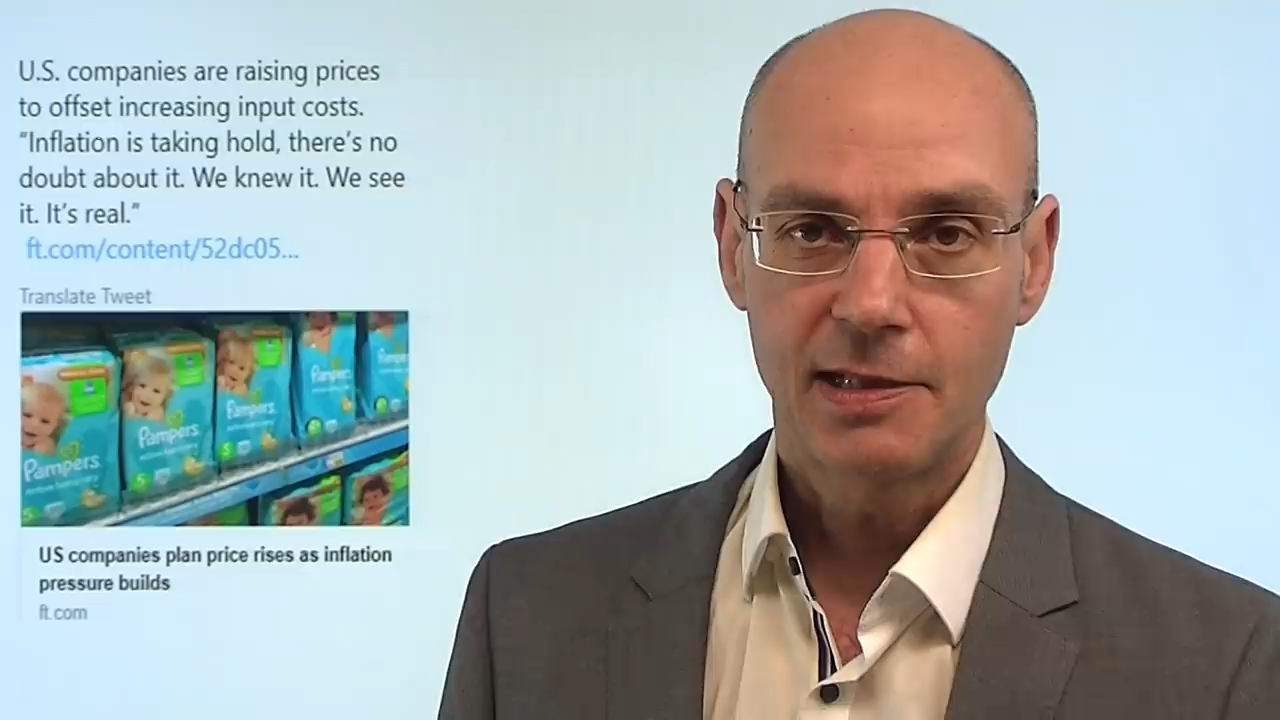 U.S. companies are raising prices
to offset increasing input costs.
"Inflation is taking hold, there's no
doubt about it. We knew it. We see
it. It's real."
ft.com/content/52dc05...
Translate Tweet
Pampers
Pampers
Pampers
Pampers
Pampers
US companies plan price rises as inflation
pressure builds
ft.com